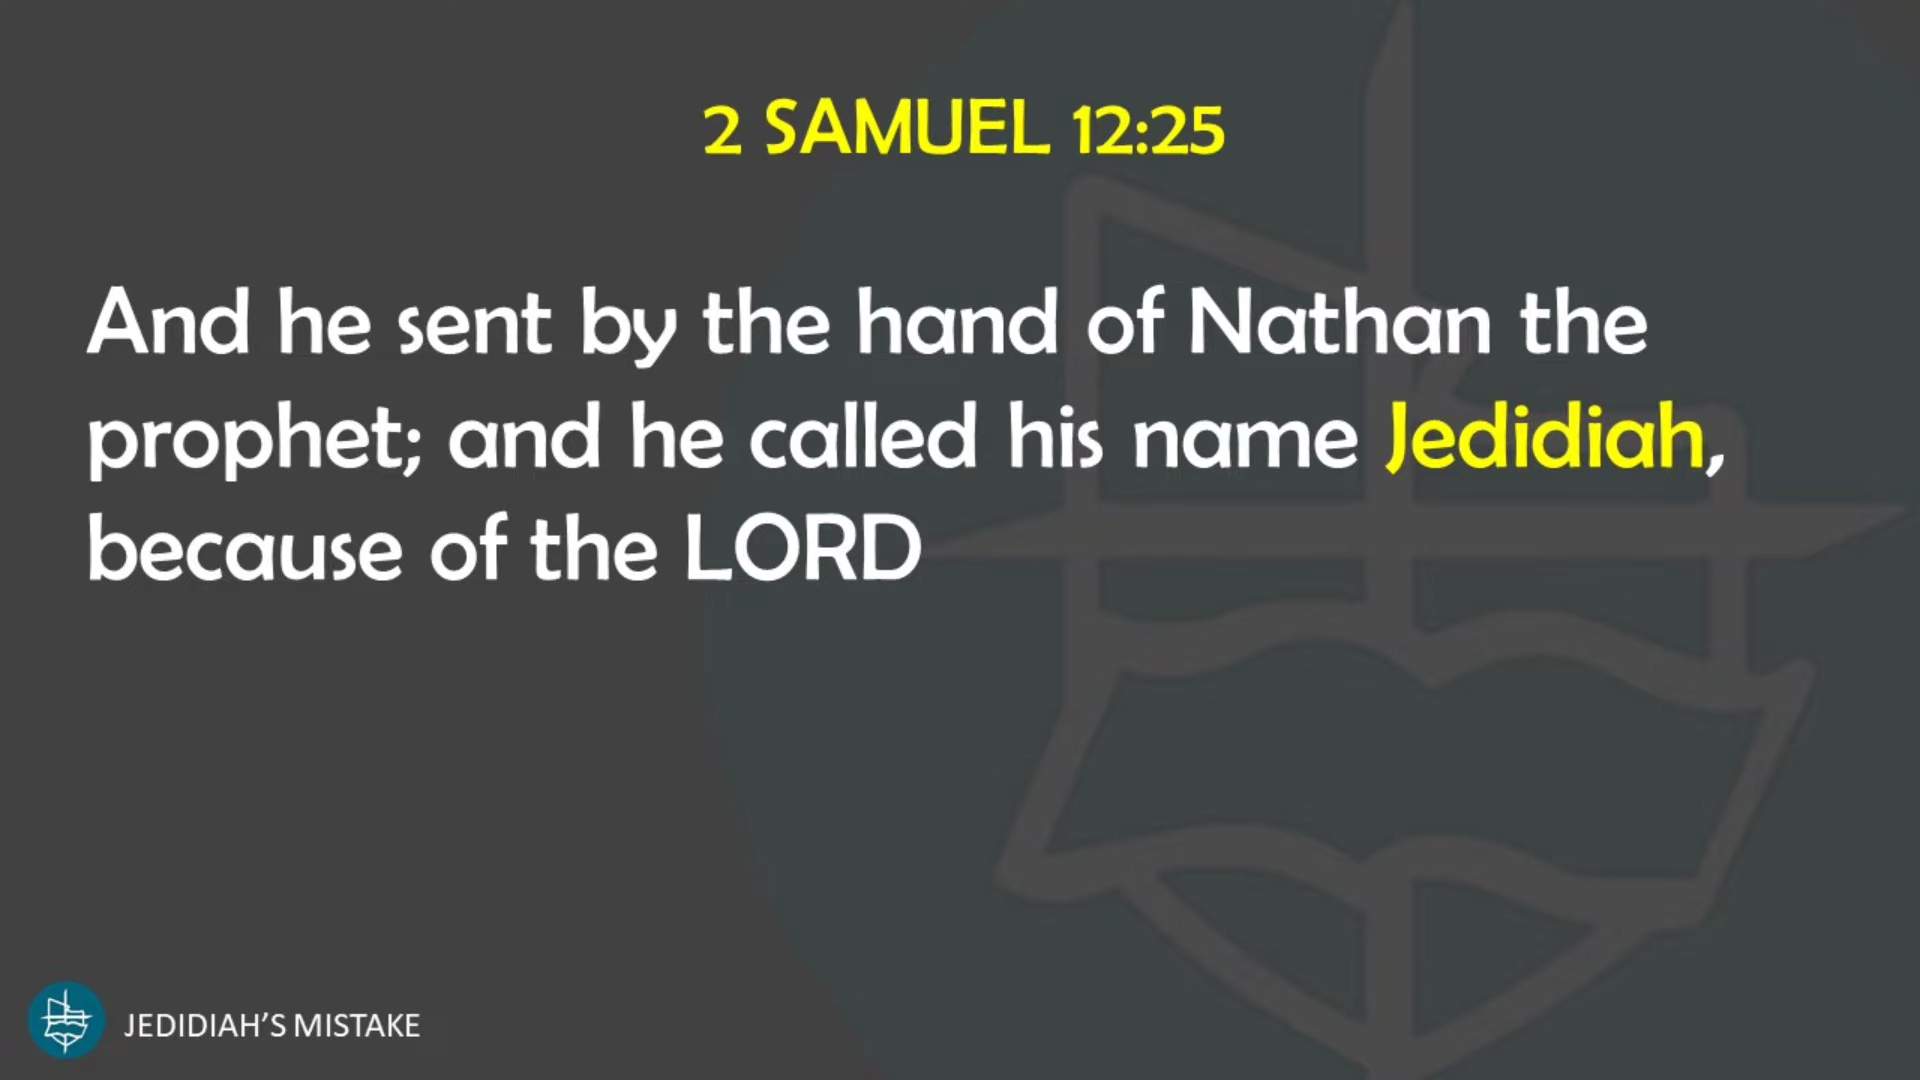 2 SAMUEL 12:25
And he sent by the hand of Nathan the
prophet; and he called his name Jedidiah,
because of the LORD
JEDIDIAH'S MISTAKE